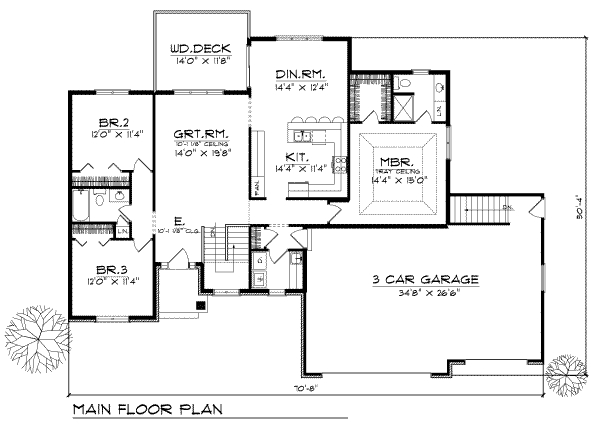 WD.DECK
14'0" x 11'8"
DIN.RM.
14'4" x 12'4"
BR.2
12'0" x 11'4"
GRT.RM.
10'-1 1/8" CEILING
14'0" x 19'8"
KIT.
14'4" x 11'4"
PAN.
LIN.
MBR.
TRAY CEILING
14'4" x 15'0"
LIN.
E.
10'-1 1/8" CLG.
DN.
BR.3
12'0" x 11'4"
3 CAR GARAGE
34'8" x 26'6"
50'-4"
70'-8"
MAIN FLOOR PLAN